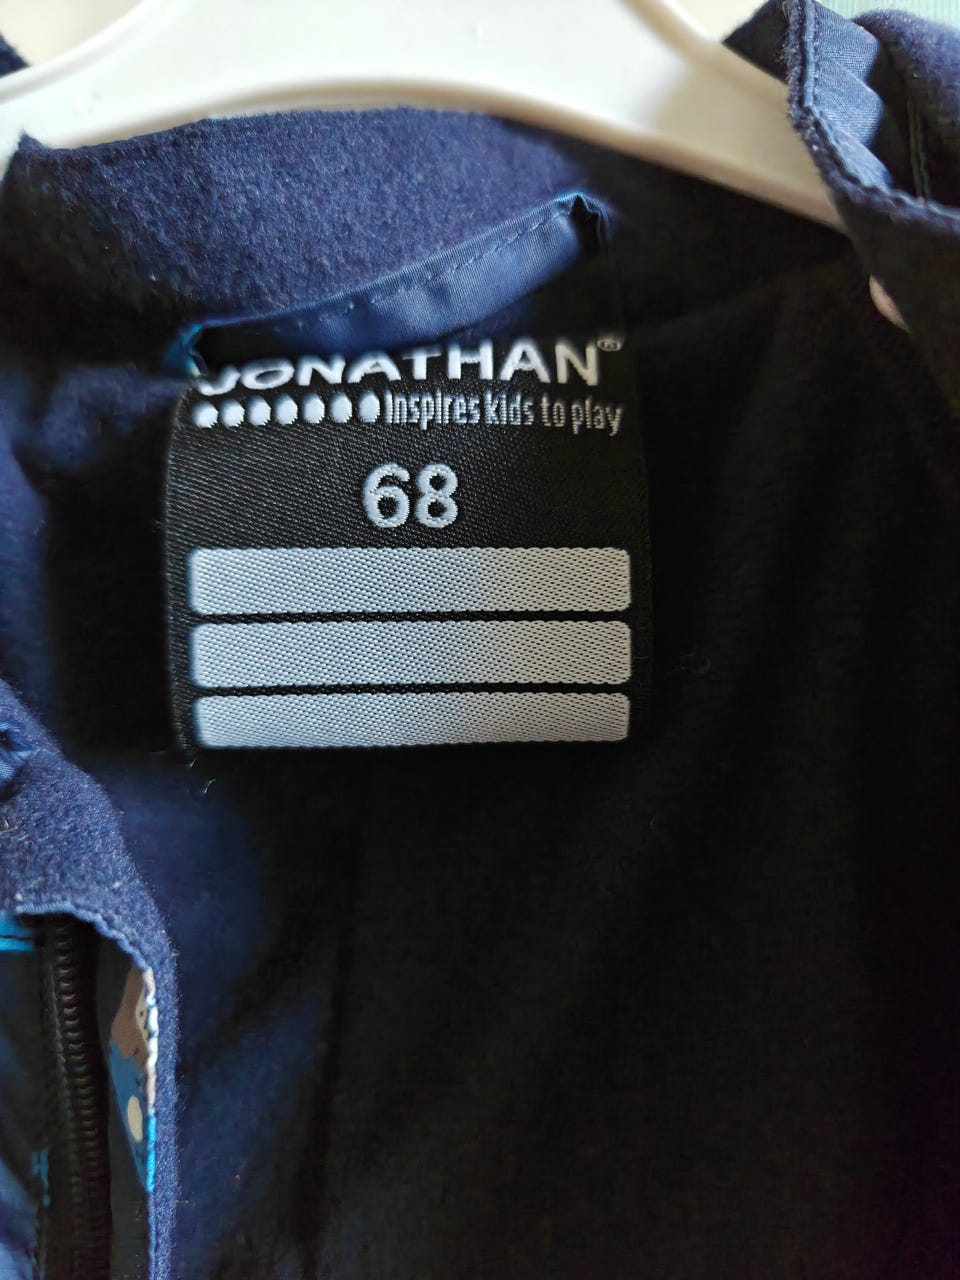 JONATHAN®
Inspires kids to play
68